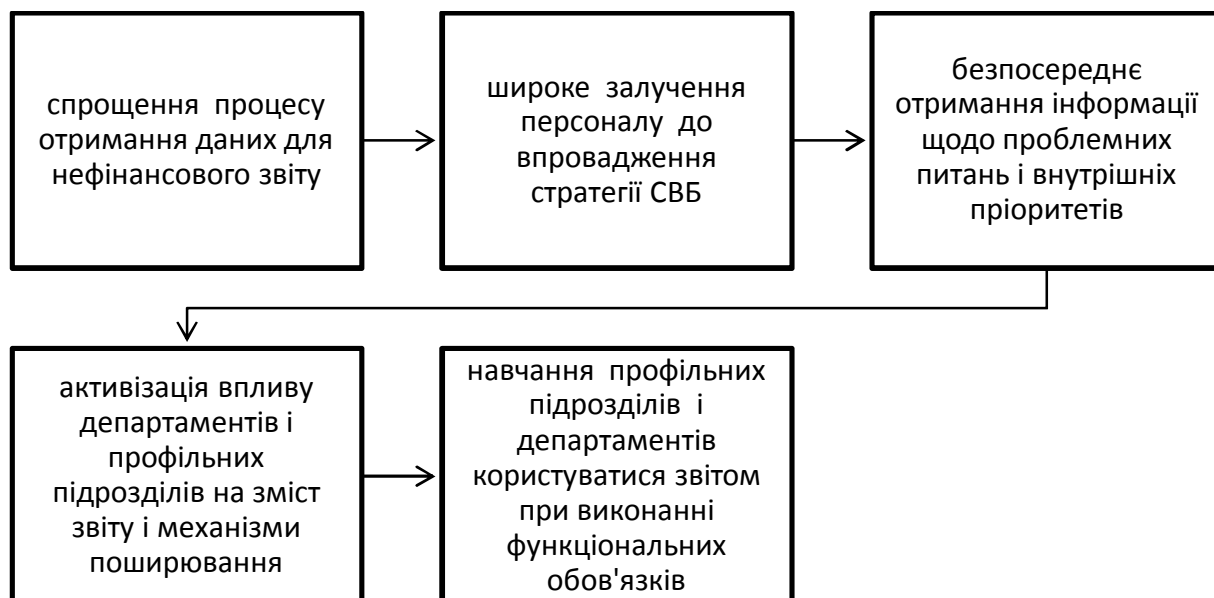 спрощення процесу
отримання даних для
нефінансового звіту
широке залучення
персоналу до
впровадження
стратегії СВБ
безпосереднє
отримання інформації
щодо проблемних
питань і внутрішніх
пріоритетів
активізація впливу
департаментів і
профільних
підрозділів на зміст
звіту і механізми
поширювання
навчання профільних
підрозділів і
департаментів
користуватися звітом
при виконанні
функціональних
обов'язків